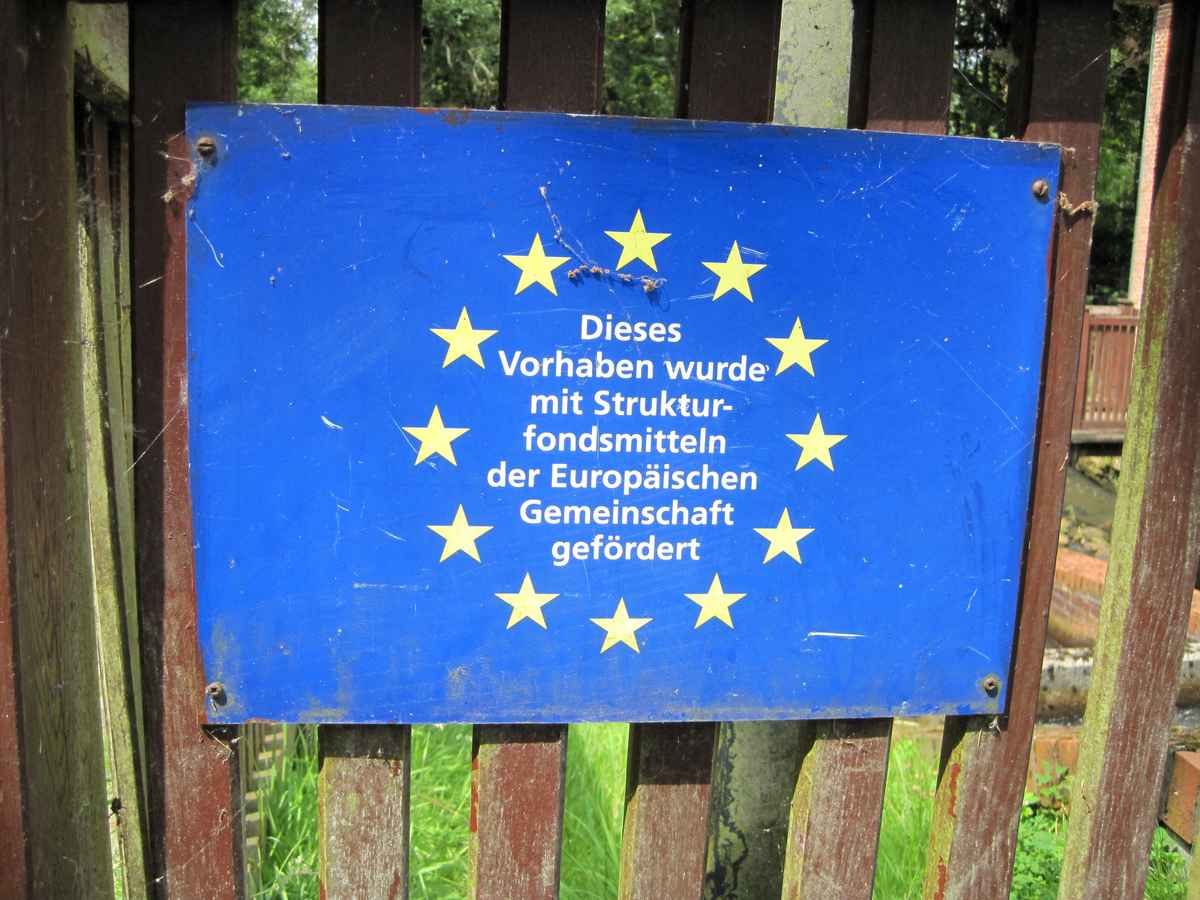 Dieses
Vorhaben wurde
mit Struktur-
fondsmitteln
der Europäischen
Gemeinschaft
gefördert